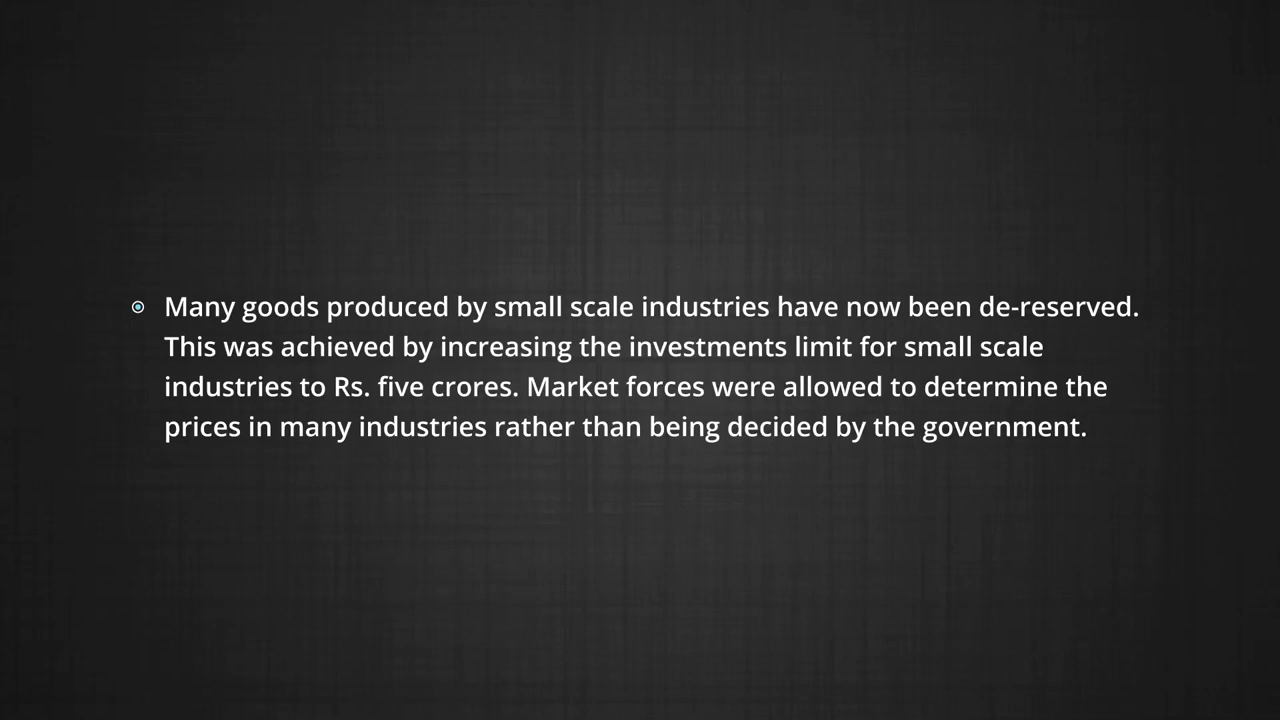 Many goods produced by small scale industries have now been de-reserved.
This was achieved by increasing the investments limit for small scale
industries to Rs. five crores. Market forces were allowed to determine the
prices in many industries rather than being decided by the government.